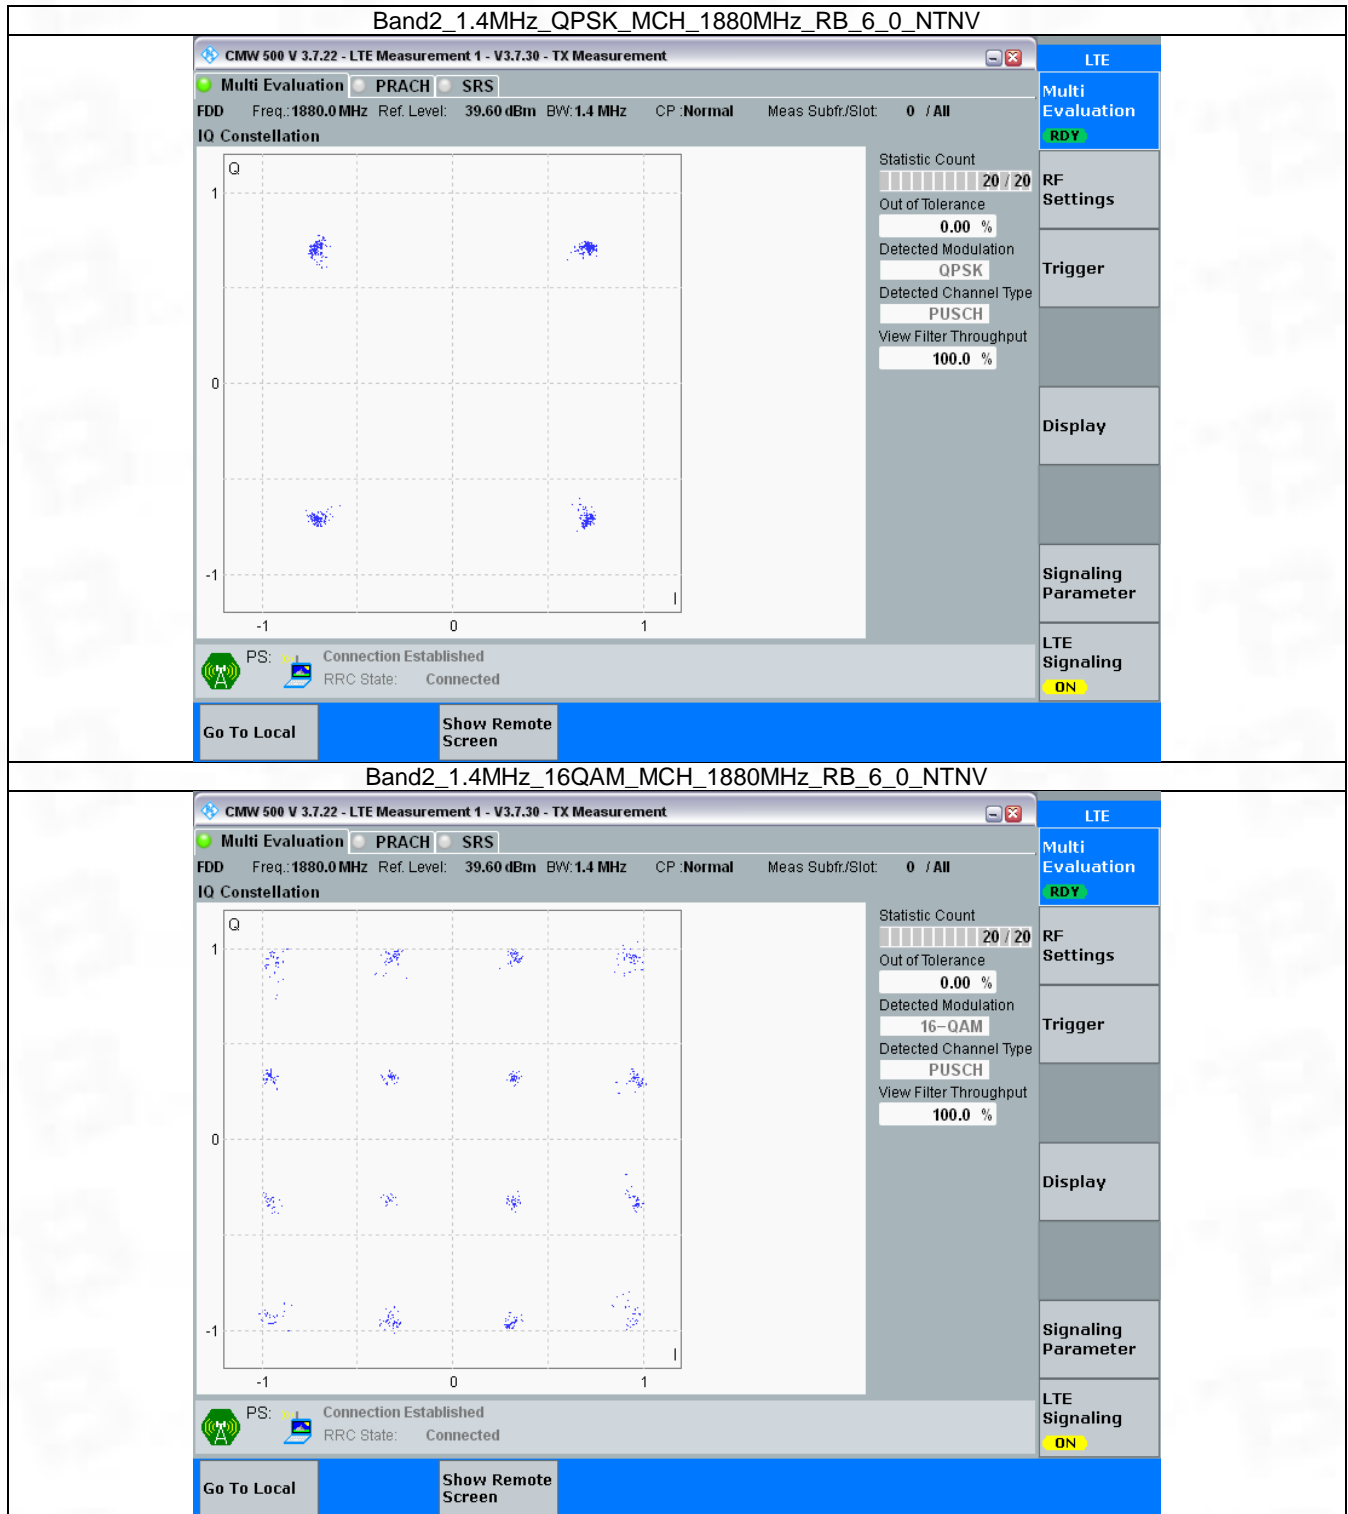 Band2_1.4MHz_QPSK_MCH_1880MHz_RB_6_0_NTNV
CMW 500 V 3.7.22 - LTE Measurement 1 - V3.7.30 - TX Measurement
LTE
Multi Evaluation PRACH SRS
Multi
Evaluation
RDY
FDD Freq.:1880.0 MHz Ref. Level: 39.60 dBm BW:1.4 MHz CP :Normal Meas Subfr./Slot: 0 / All
IQ Constellation
Q
1
0
-1
I
-1 0 1
Statistic Count
20 / 20
Out of Tolerance
0.00 %
Detected Modulation
QPSK
Detected Channel Type
PUSCH
View Filter Throughput
100.0 %
RF
Settings
Trigger
Display
Signaling
Parameter
LTE
Signaling
ON
PS: Connection Established
RRC State: Connected
Go To Local
Show Remote
Screen
Band2_1.4MHz_16QAM_MCH_1880MHz_RB_6_0_NTNV
CMW 500 V 3.7.22 - LTE Measurement 1 - V3.7.30 - TX Measurement
LTE
Multi Evaluation PRACH SRS
Multi
Evaluation
RDY
FDD Freq.:1880.0 MHz Ref. Level: 39.60 dBm BW:1.4 MHz CP :Normal Meas Subfr./Slot: 0 / All
IQ Constellation
Q
1
0
-1
I
-1 0 1
Statistic Count
20 / 20
Out of Tolerance
0.00 %
Detected Modulation
16-QAM
Detected Channel Type
PUSCH
View Filter Throughput
100.0 %
RF
Settings
Trigger
Display
Signaling
Parameter
LTE
Signaling
ON
PS: Connection Established
RRC State: Connected
Go To Local
Show Remote
Screen